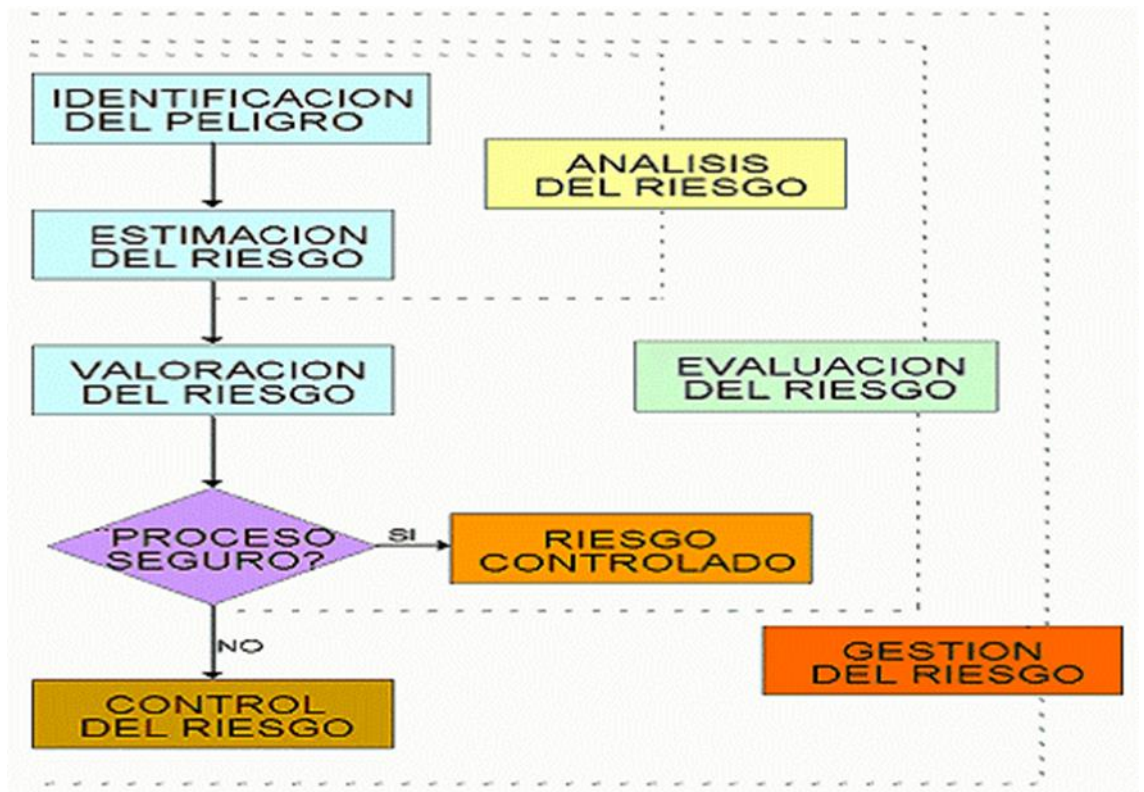 IDENTIFICACION
DEL PELIGRO
ANALISIS
DEL RIESGO
ESTIMACION
DEL RIESGO
VALORACION
DEL RIESGO
EVALUACION
DEL RIESGO
PROCESO
SEGURO?
SI
RIESGO
CONTROLADO
NO
GESTION
DEL RIESGO
CONTROL
DEL RIESGO